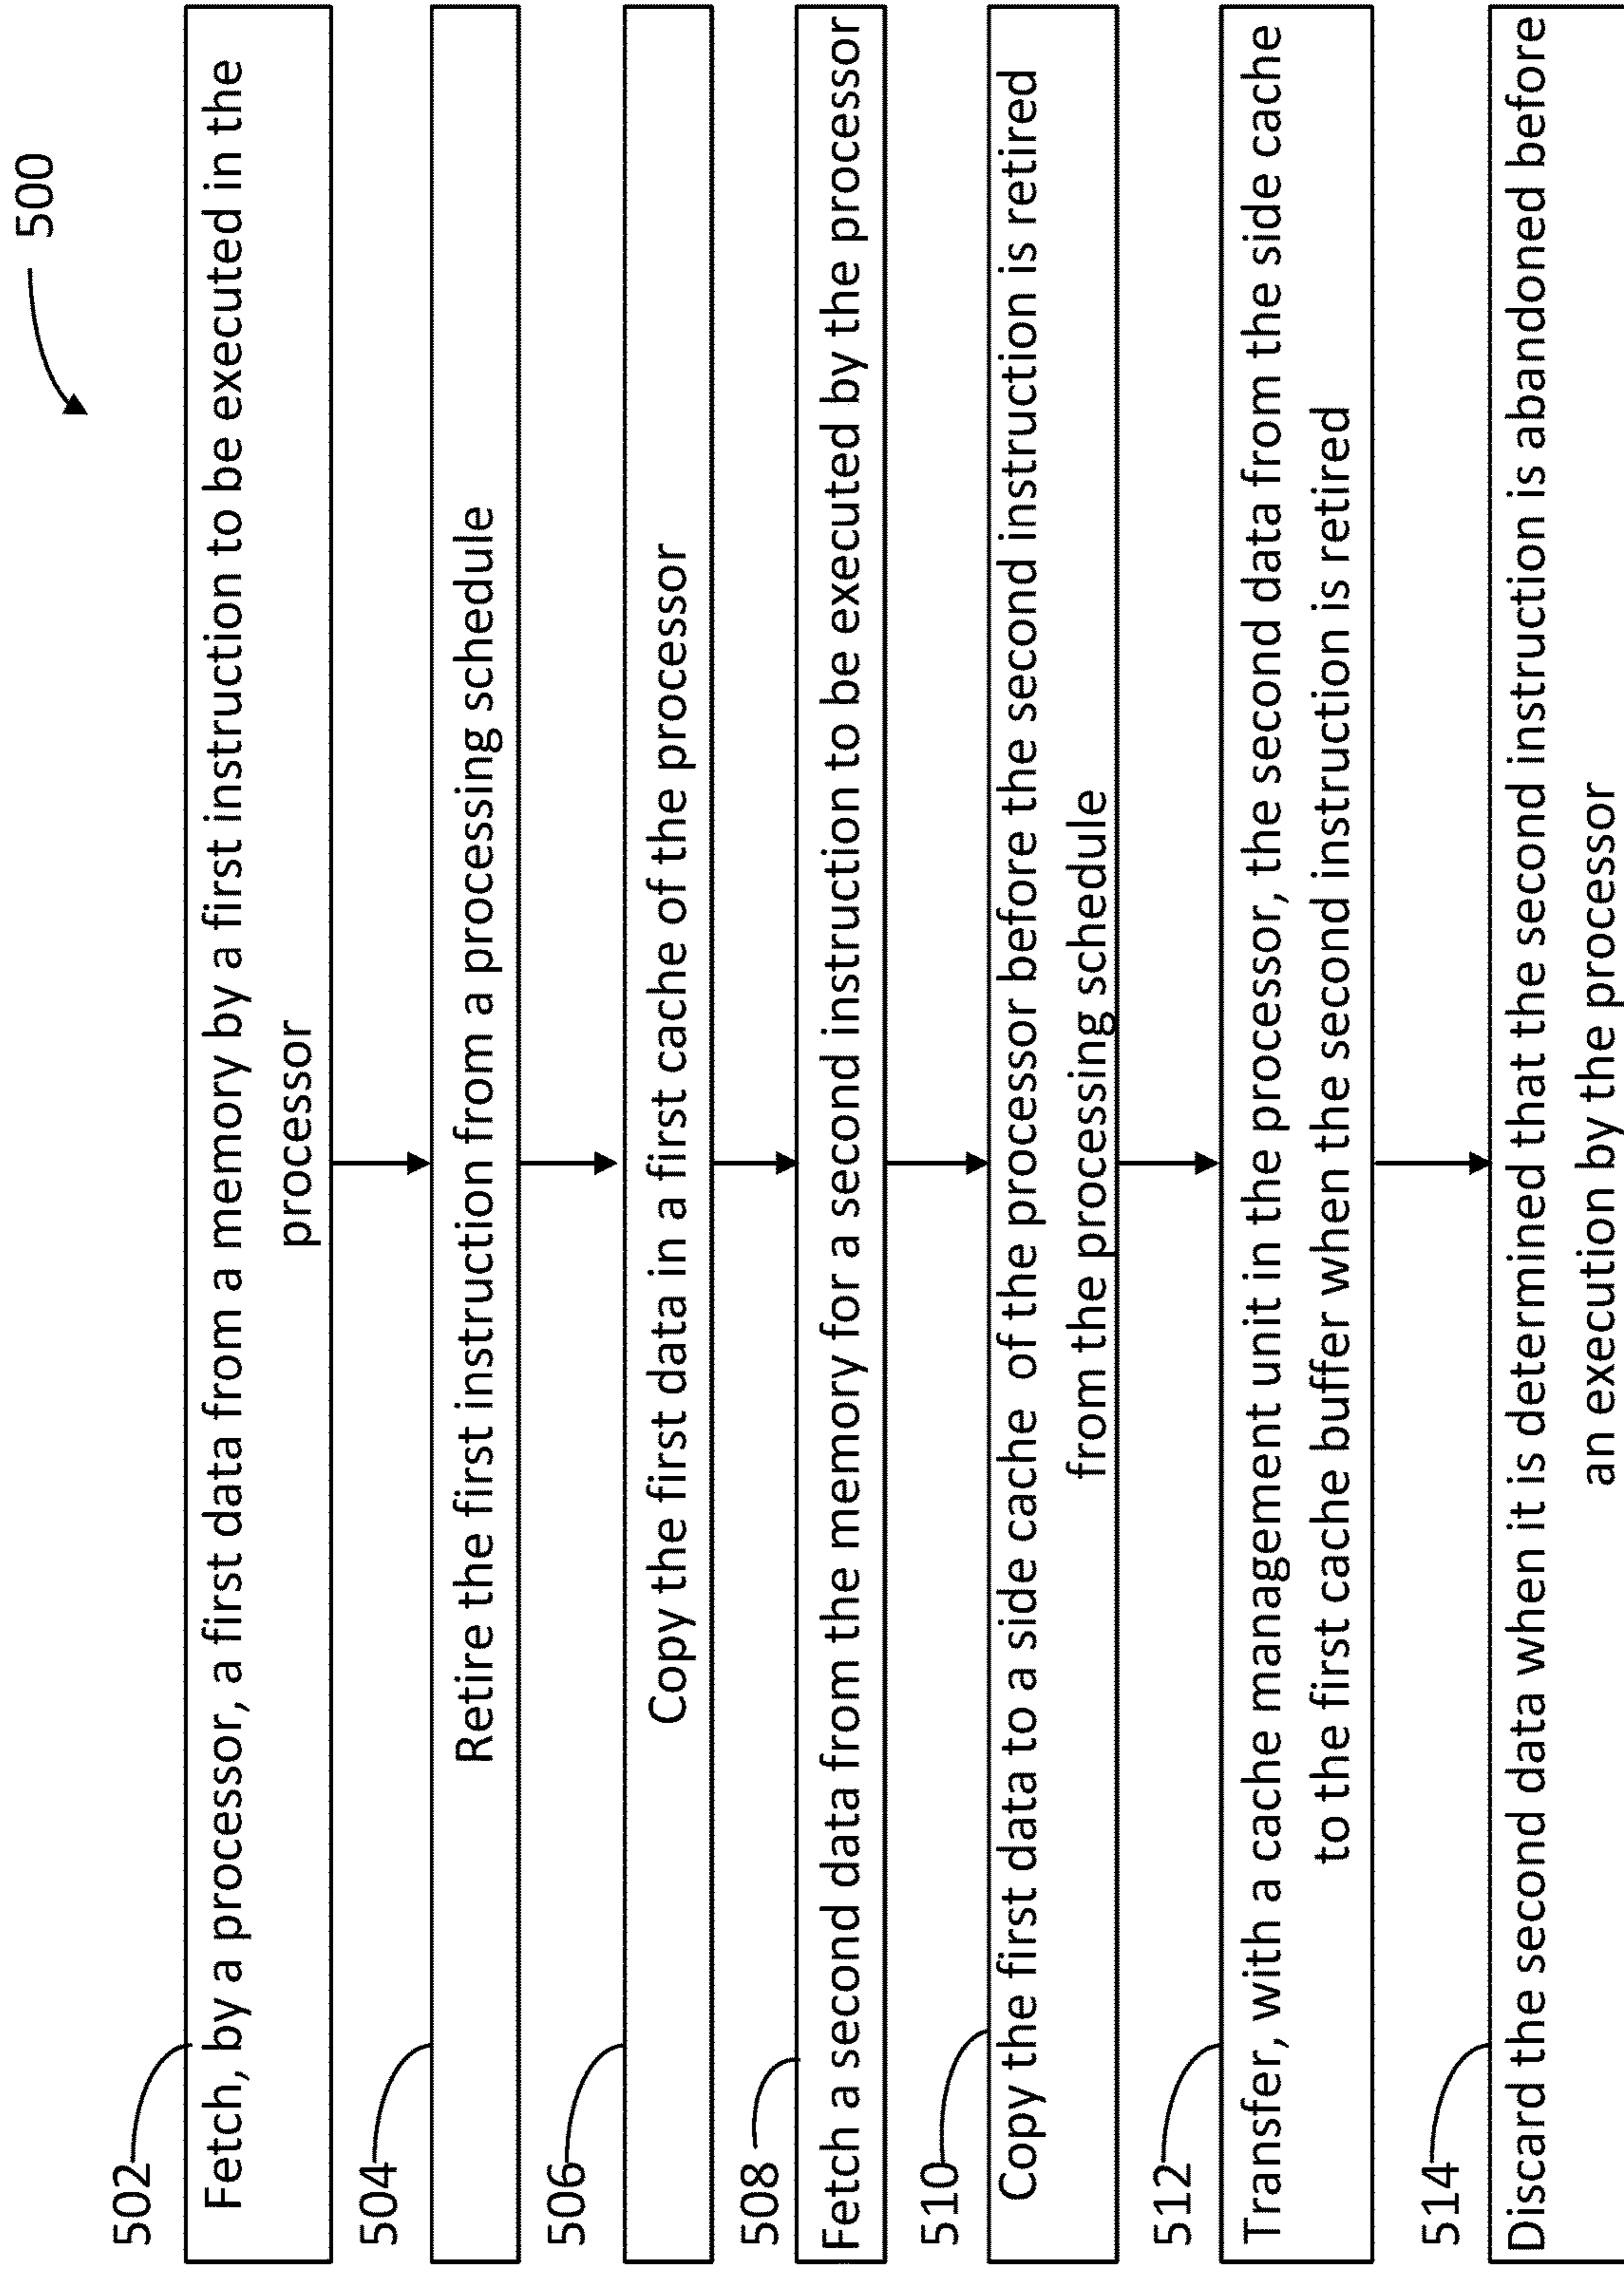 500
502
Fetch, by a processor, a first data from a memory by a first instruction to be executed in the
processor
504
Retire the first instruction from a processing schedule
506
Copy the first data in a first cache of the processor
508
Fetch a second data from the memory for a second instruction to be executed by the processor
510
Copy the first data to a side cache of the processor before the second instruction is retired
from the processing schedule
512
Transfer, with a cache management unit in the processor, the second data from the side cache
to the first cache buffer when the second instruction is retired
514
Discard the second data when it is determined that the second instruction is abandoned before
an execution by the processor